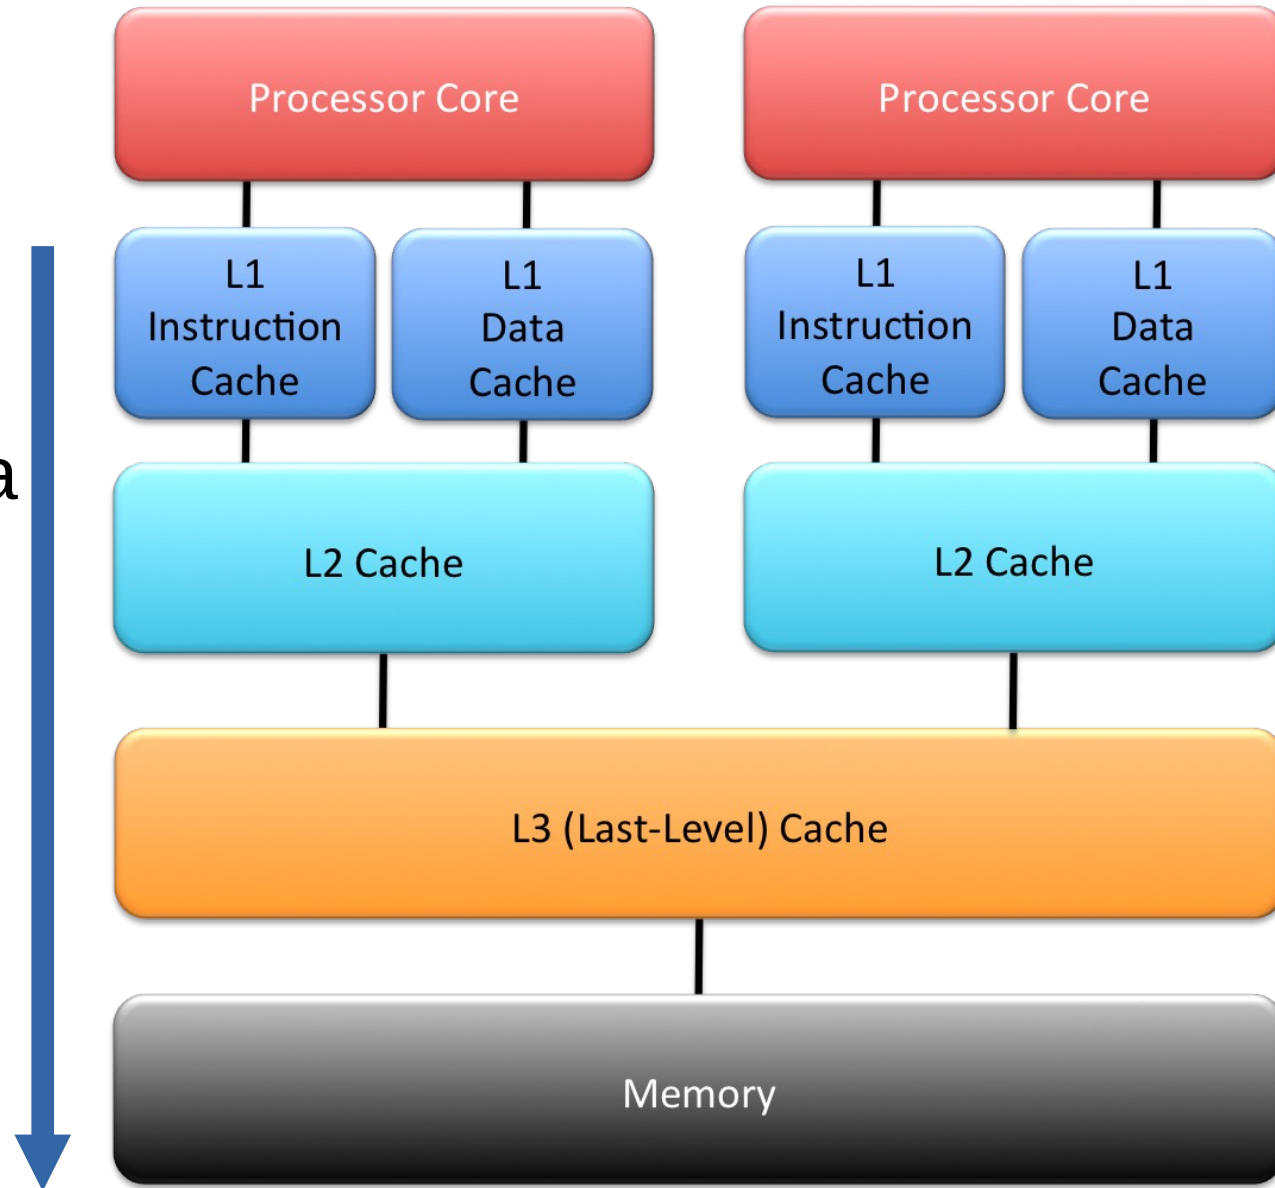 Processor Core
Processor Core
L1
Instruction
Cache
L1
Data
Cache
L1
Instruction
Cache
L1
Data
Cache
a
L2 Cache
L2 Cache
L3 (Last-Level) Cache
Memory